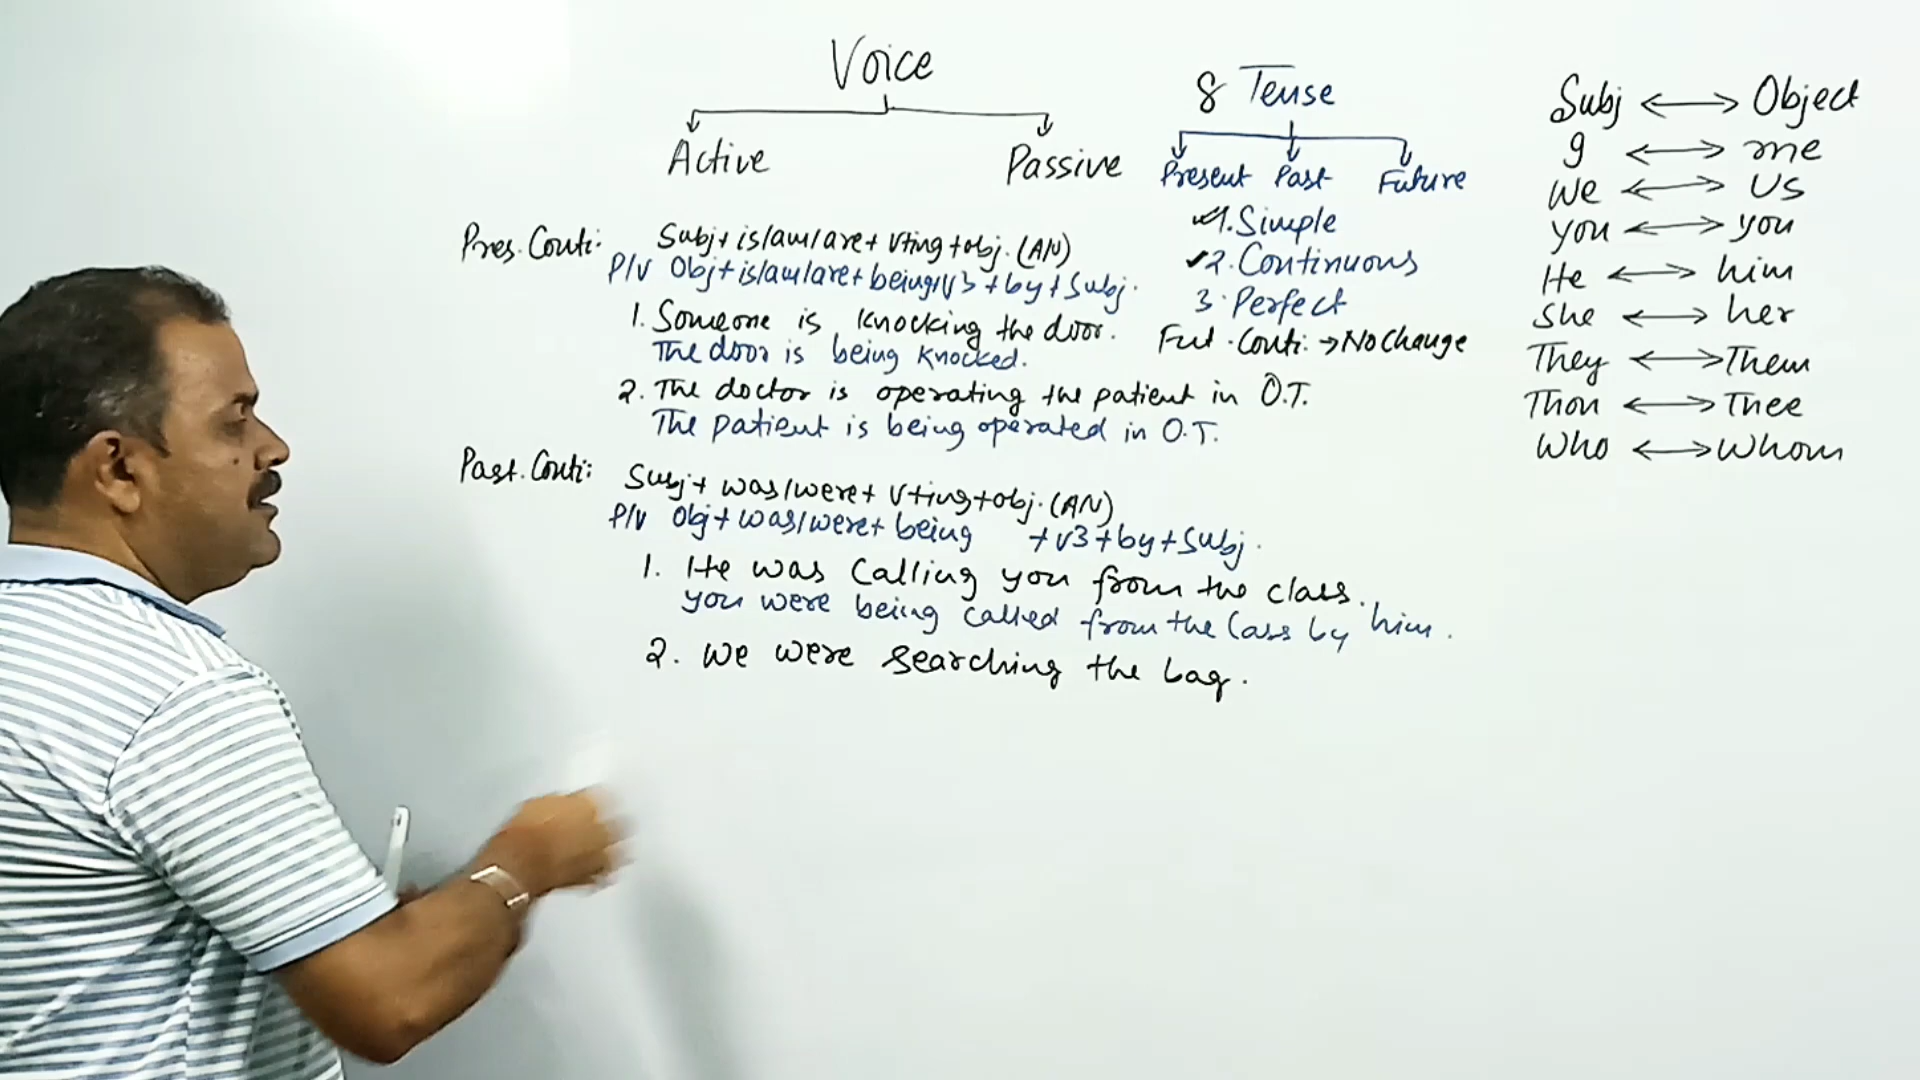 Voice
Active Passive
Pres. Conti: Subj + is/am/are + V+ing + obj. (AN)
P/V Obj + is/am/are + being + V3 + by + Subj.
1. Someone is knocking the door.
The door is being knocked.
2. The doctor is operating the patient in O.T.
The patient is being operated in O.T.
Past. Conti: Subj + was/were + V+ing + obj. (AN)
P/V Obj + was/were + being + V3 + by + Subj.
1. He was calling you from the class.
you were being called from the class by him.
2. We were searching the bag.
8 Tense
Present Past Future
1. Simple
2. Continuous
3. Perfect
Fut. Conti: → No Change
Subj ↔ Object
I ↔ me
We ↔ us
you ↔ you
He ↔ him
She ↔ her
They ↔ Them
Thou ↔ Thee
Who ↔ Whom